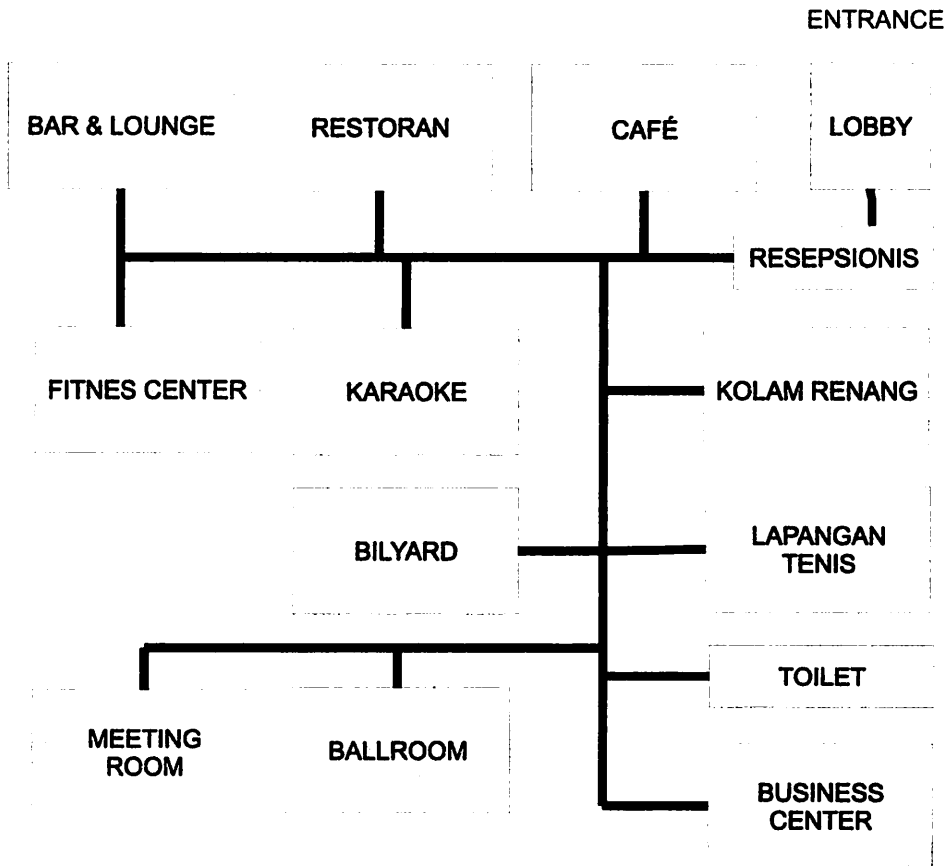 ENTRANCE
BAR & LOUNGE
RESTORAN
CAFÉ
LOBBY
RESEPSIONIS
FITNES CENTER
KARAOKE
KOLAM RENANG
BILYARD
LAPANGAN
TENIS
TOILET
MEETING
ROOM
BALLROOM
BUSINESS
CENTER